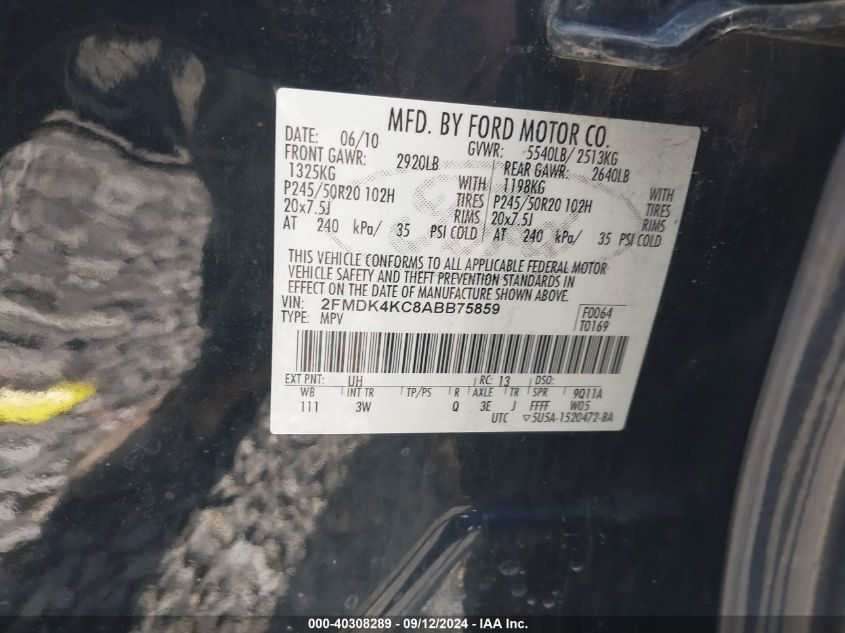 MFD. BY FORD MOTOR CO.
DATE: 06/10 GVWR: 5540LB/ 2513KG
FRONT GAWR: 2920LB REAR GAWR: 2640LB
1325KG WITH 1198KG WITH
P245/50R20 102H TIRES P245/50R20 102H TIRES
20x7.5J RIMS 20x7.5J RIMS
AT 240 kPa/ 35 PSI COLD AT 240 kPa/ 35 PSI COLD
THIS VEHICLE CONFORMS TO ALL APPLICABLE FEDERAL MOTOR
VEHICLE SAFETY AND THEFT PREVENTION STANDARDS IN
EFFECT ON THE DATE OF MANUFACTURE SHOWN ABOVE.
VIN: 2FMDK4KC8ABB75859 F0064
TYPE: MPV T0169
EXT PNT: UH RC: 13 DSO:
WB INT TR TP/PS R AXLE TR SPR 9Q11A
111 3W Q 3E J FFFF W05
UTC ▽5U5A-1520472-BA
000-40308289 - 09/12/2024 - IAA Inc.